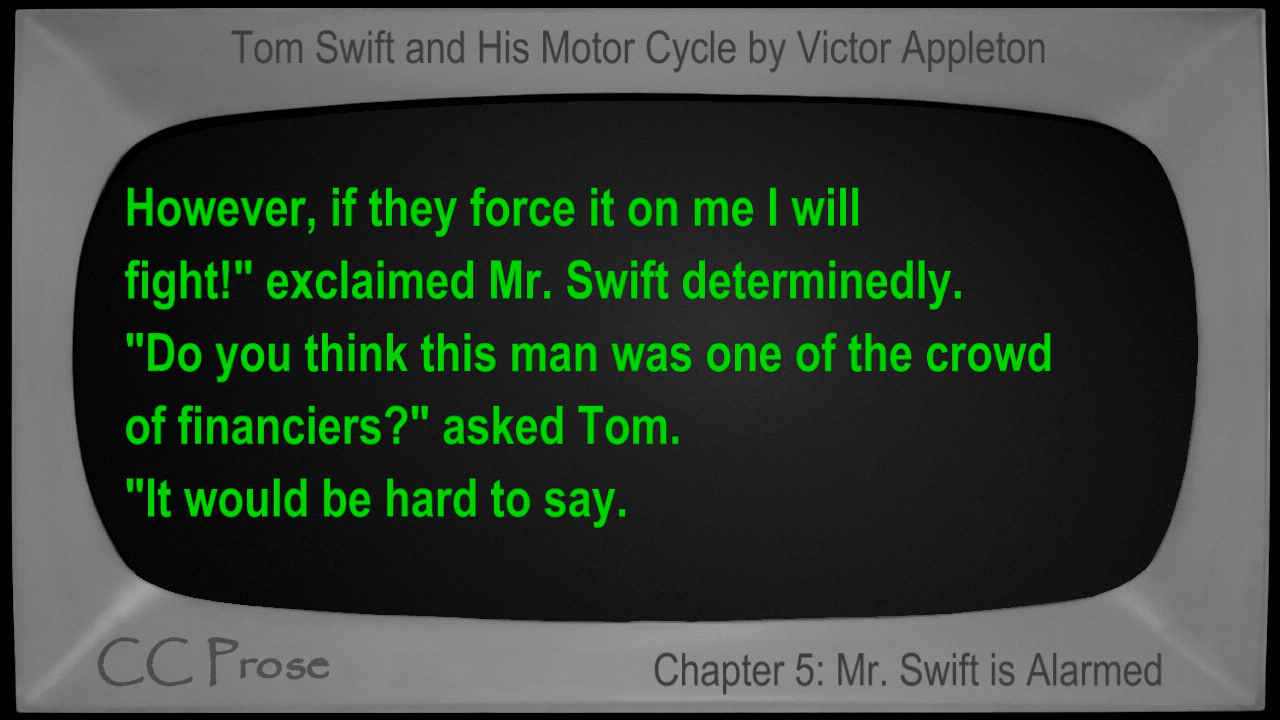 Tom Swift and His Motor Cycle by Victor Appleton
However, if they force it on me I will
fight!" exclaimed Mr. Swift determinedly.
"Do you think this man was one of the crowd
of financiers?" asked Tom.
"It would be hard to say.
CC Prose
Chapter 5: Mr. Swift is Alarmed